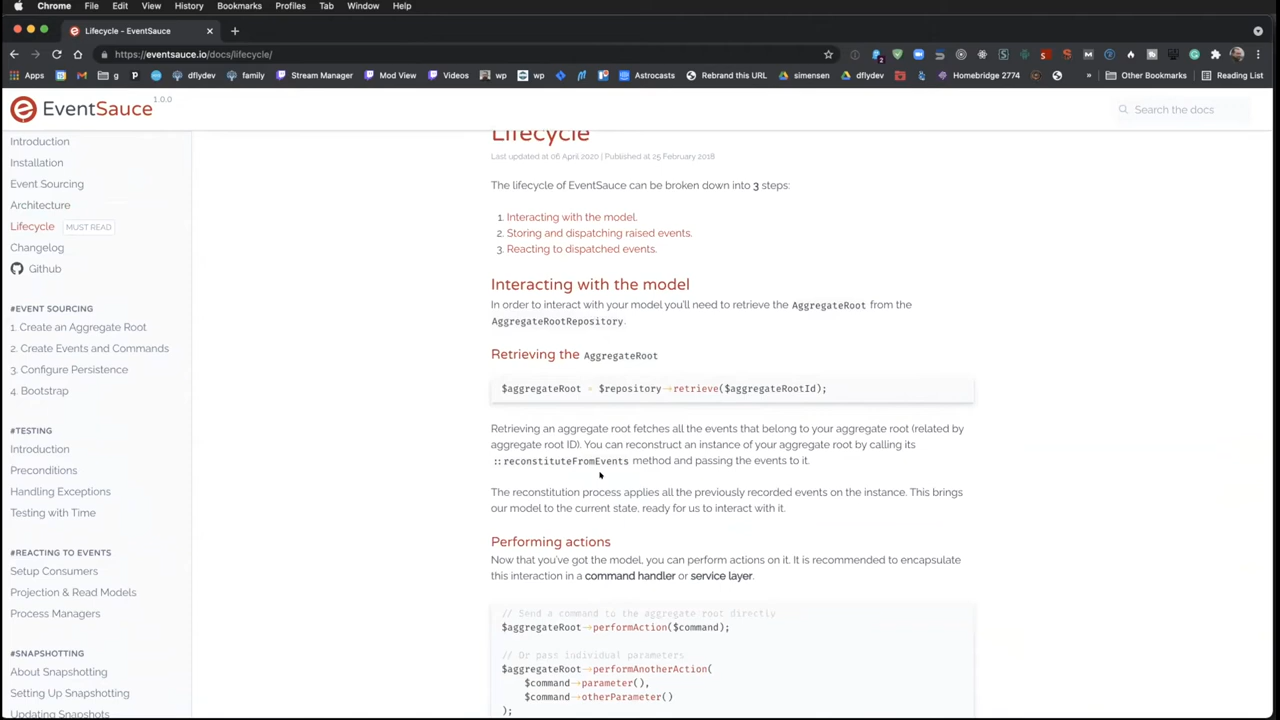 Chrome File Edit View History Bookmarks Profiles Tab Window Help
Lifecycle - EventSauce
https://eventsauce.io/docs/lifecycle/
Apps g P dflydev family Stream Manager Mod View Videos wp wp Astrocasts Rebrand this URL simensen dflydev Homebridge 2774 » Other Bookmarks Reading List
EventSauce 1.0.0
Search the docs
Introduction
Installation
Event Sourcing
Architecture
Lifecycle MUST READ
Changelog
Github
#EVENT SOURCING
1. Create an Aggregate Root
2. Create Events and Commands
3. Configure Persistence
4. Bootstrap
#TESTING
Introduction
Preconditions
Handling Exceptions
Testing with Time
#REACTING TO EVENTS
Setup Consumers
Projection & Read Models
Process Managers
#SNAPSHOTTING
About Snapshotting
Setting Up Snapshotting
Updating Snapshots
Lifecycle
Last updated at 06 April 2020 | Published at 25 February 2018
The lifecycle of EventSauce can be broken down into 3 steps:
1. Interacting with the model.
2. Storing and dispatching raised events.
3. Reacting to dispatched events.
Interacting with the model
In order to interact with your model you'll need to retrieve the AggregateRoot from the
AggregateRootRepository.
Retrieving the AggregateRoot
$aggregateRoot = $repository->retrieve($aggregateRootId);
Retrieving an aggregate root fetches all the events that belong to your aggregate root (related by
aggregate root ID). You can reconstruct an instance of your aggregate root by calling its
::reconstituteFromEvents method and passing the events to it.
The reconstitution process applies all the previously recorded events on the instance. This brings
our model to the current state, ready for us to interact with it.
Performing actions
Now that you've got the model, you can perform actions on it. It is recommended to encapsulate
this interaction in a command handler or service layer.
// Send a command to the aggregate root directly
$aggregateRoot->performAction($command);
// Or pass individual parameters
$aggregateRoot->performAnotherAction(
$command->parameter(),
$command->otherParameter()
);